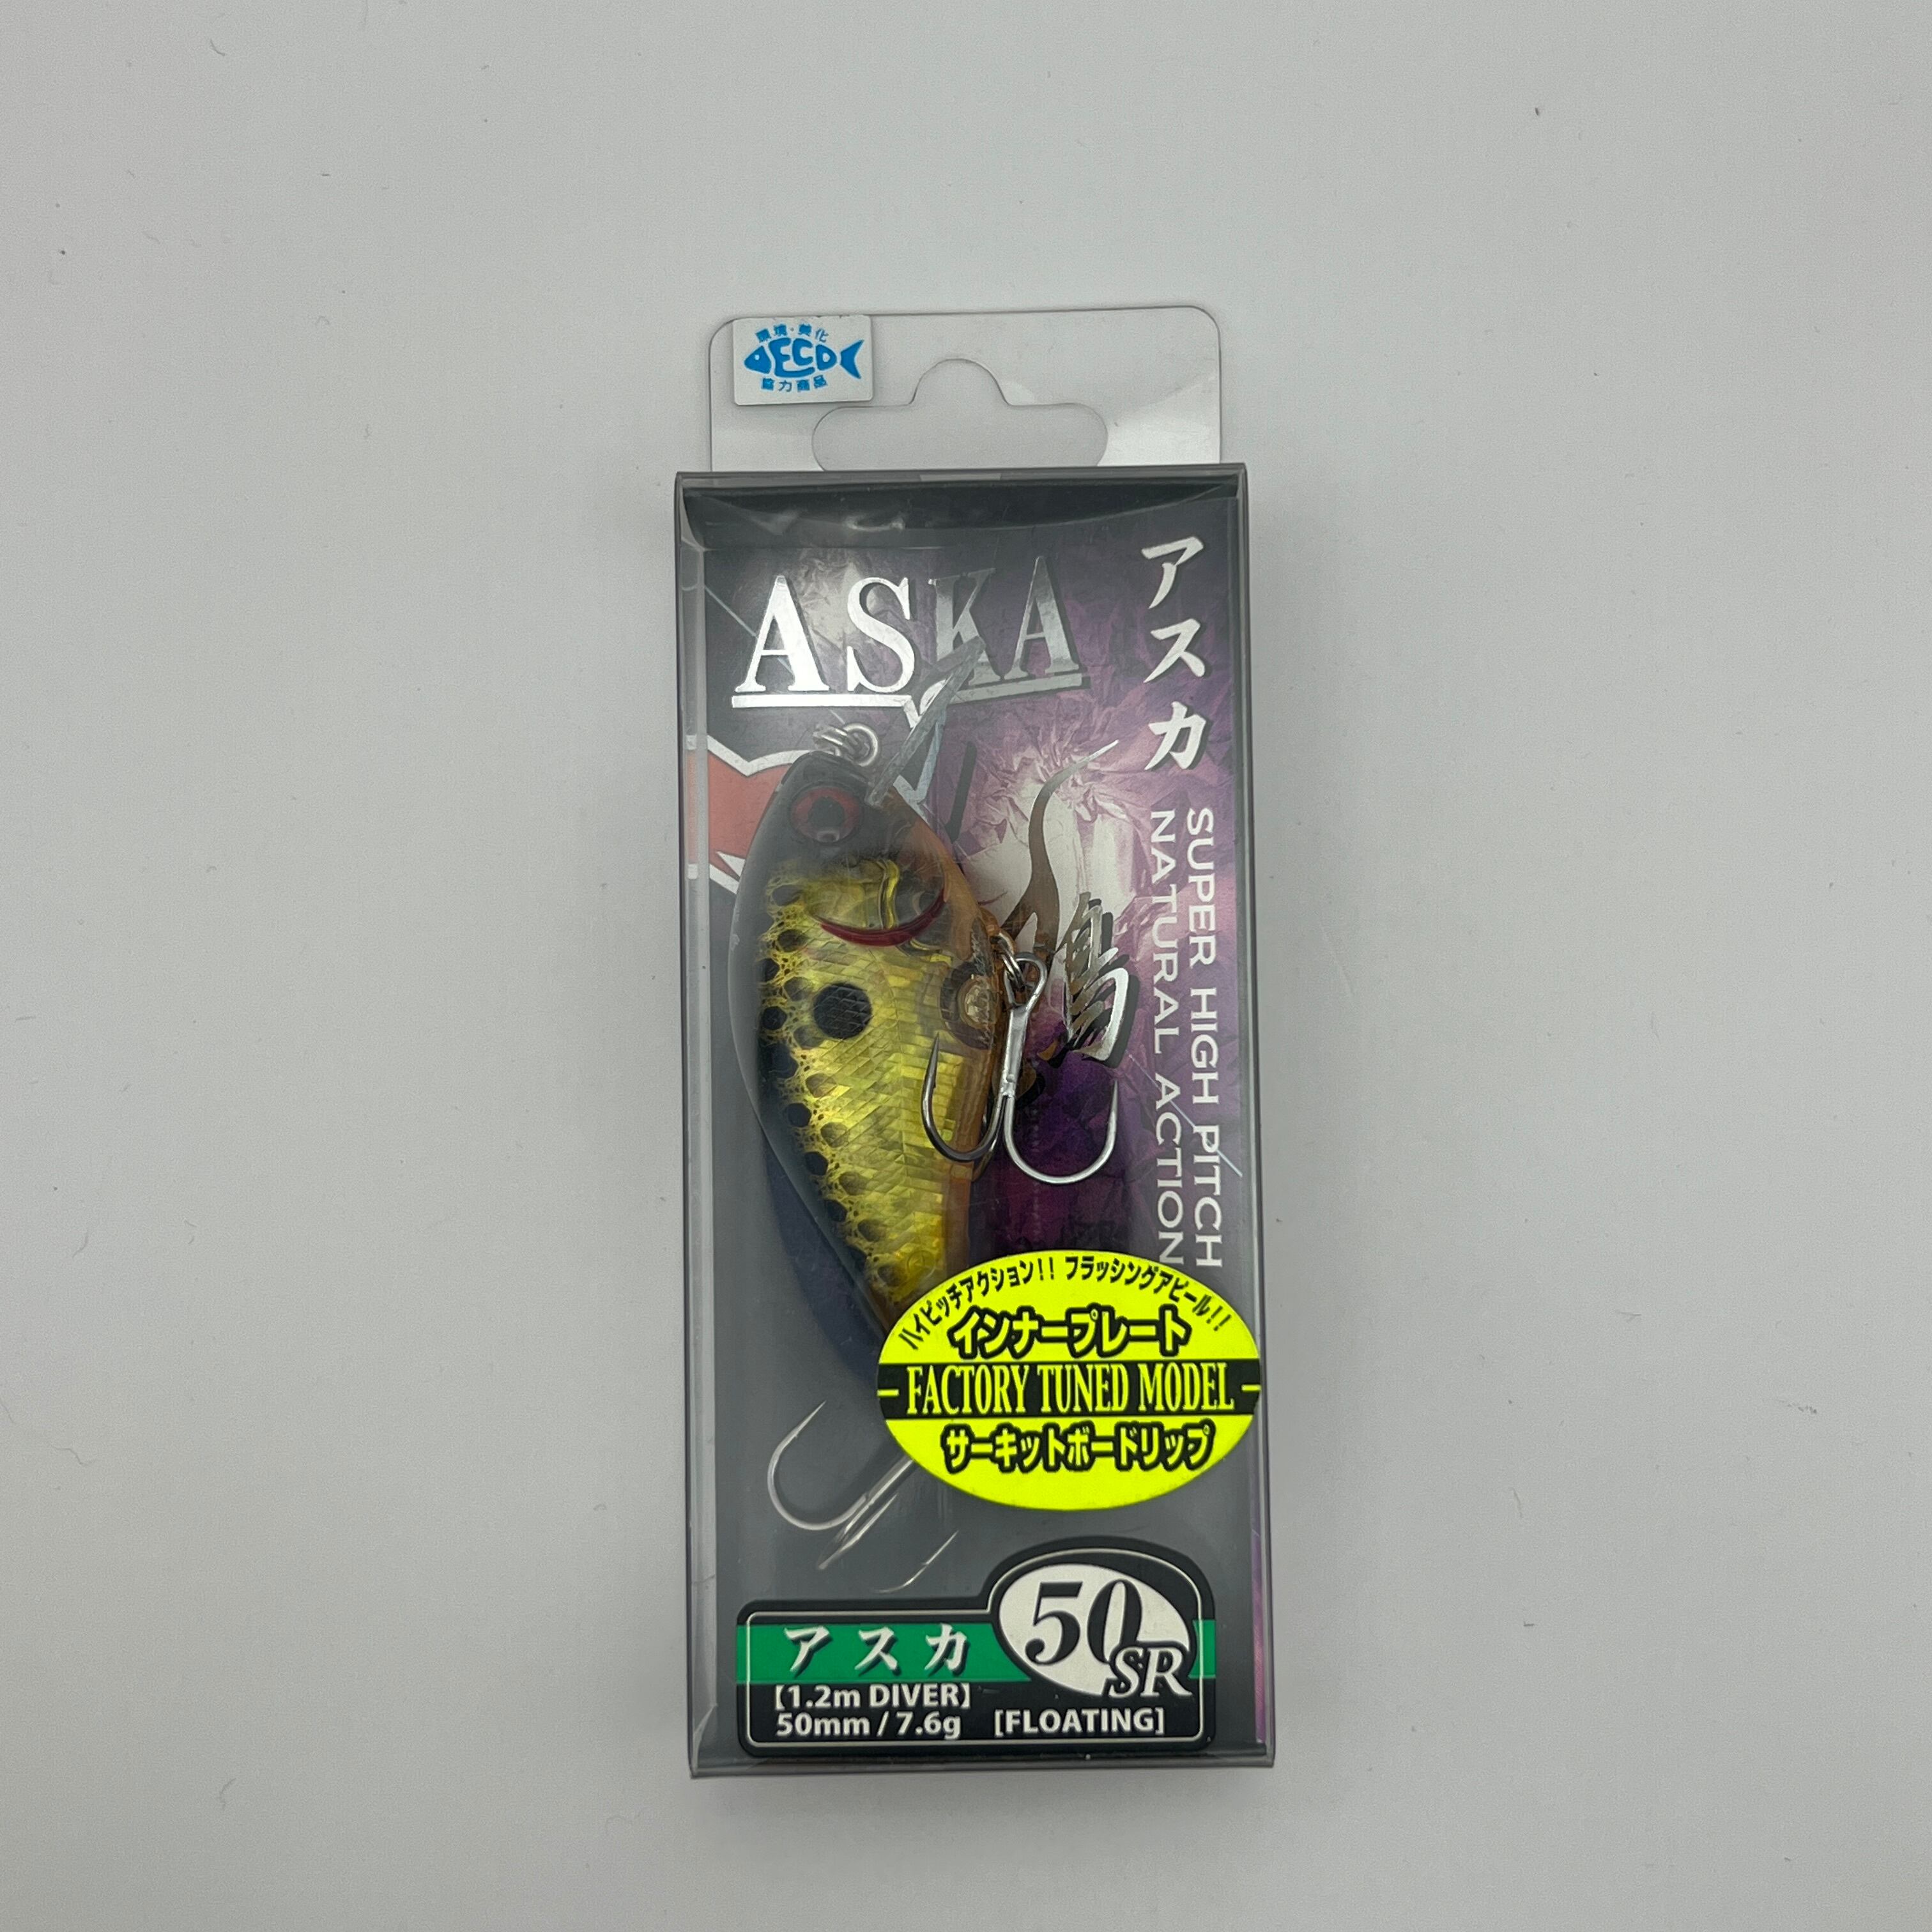 環境・美化
ECO
協力商品
ASKA
アスカ
SUPER HIGH PITCH
NATURAL ACTION
ハイピッチアクション!! フラッシングアピール!!
インナープレート
FACTORY TUNED MODEL
サーキットボードリップ
アスカ
50SR
【1.2m DIVER】
50mm / 7.6g [FLOATING]